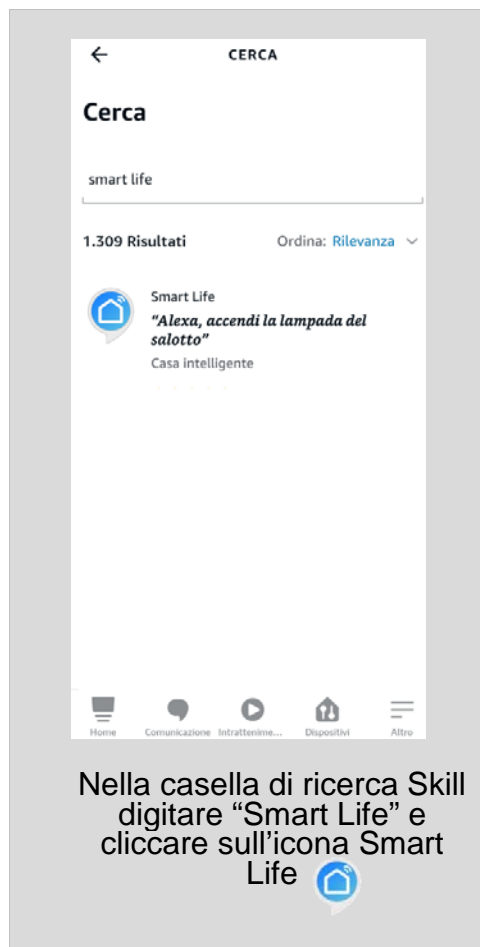 CERCA
Cerca
smart life
1.309 Risultati Ordina: Rilevanza
Smart Life
"Alexa, accendi la lampada del
salotto"
Casa intelligente
Home Comunicazione Intrattenime... Dispositivi Altro
Nella casella di ricerca Skill
digitare “Smart Life” e
cliccare sull’icona Smart
Life